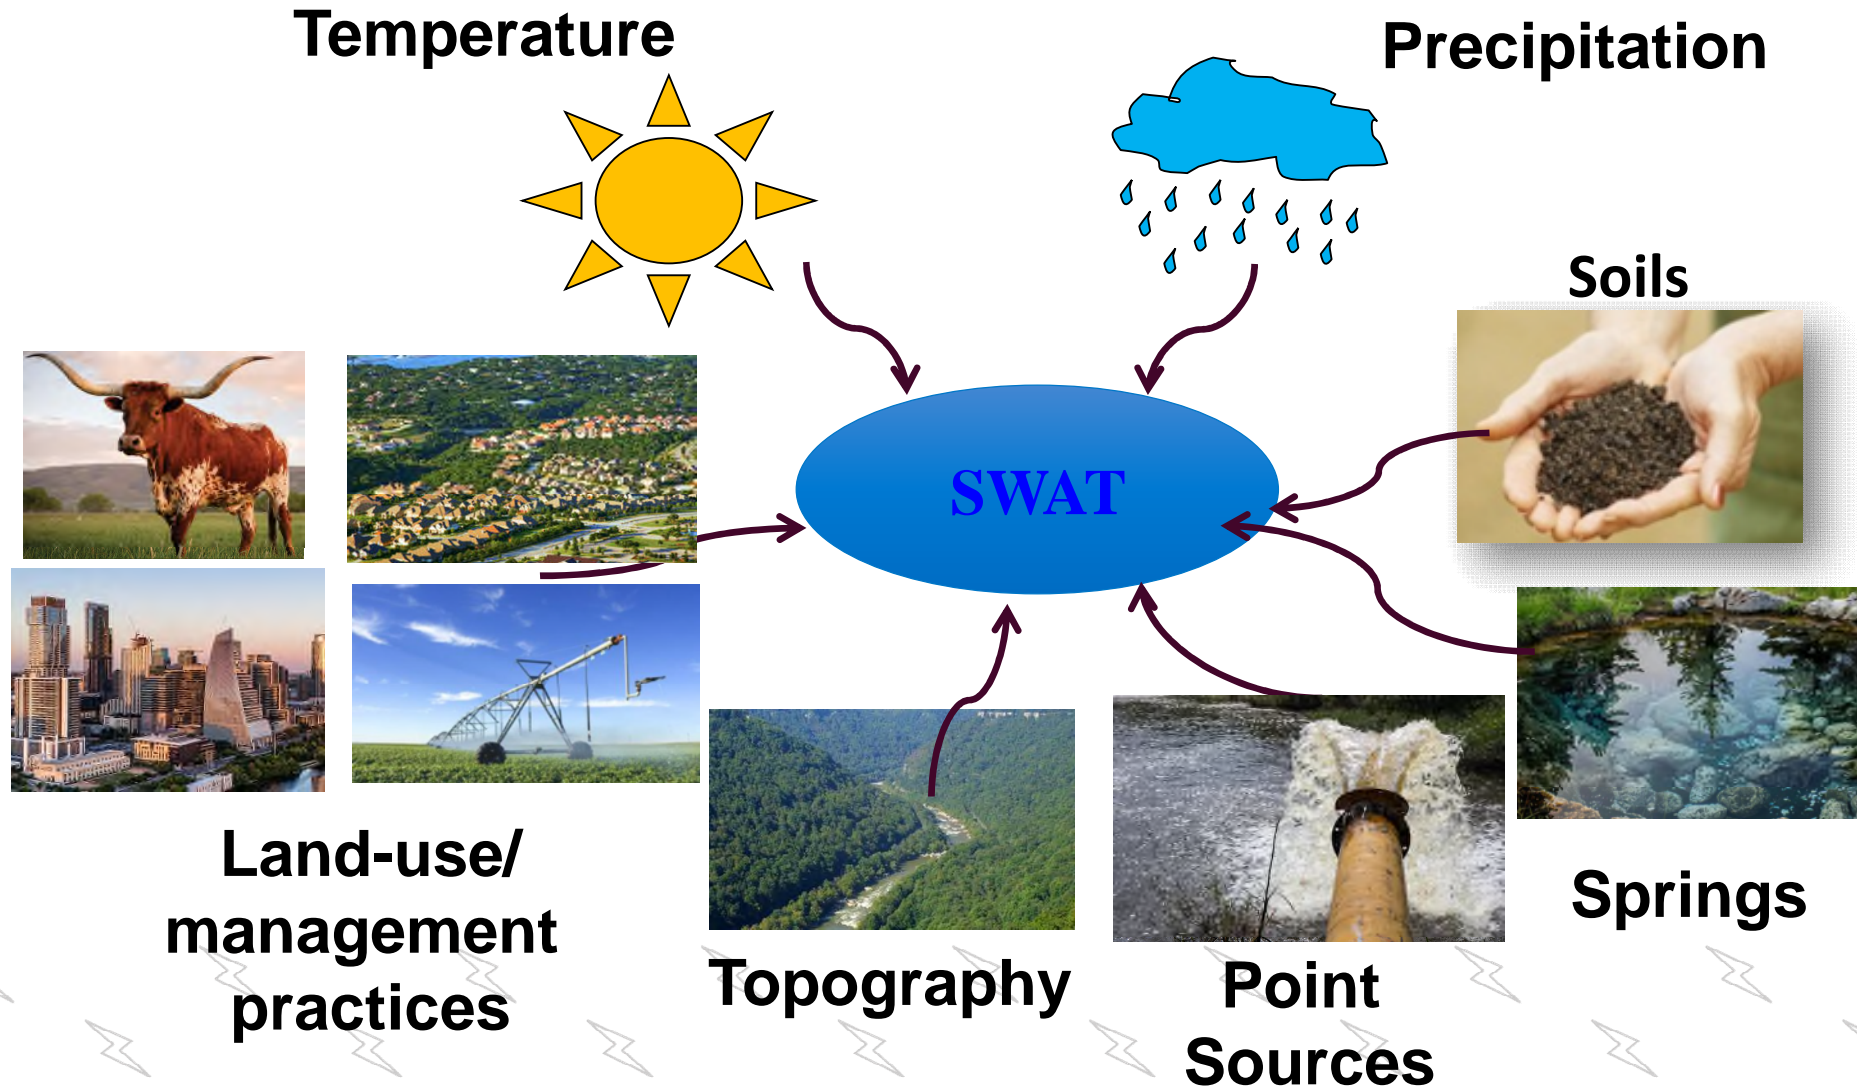 Temperature
Precipitation
Soils
SWAT
Land-use/
management
practices
Topography
Point
Sources
Springs